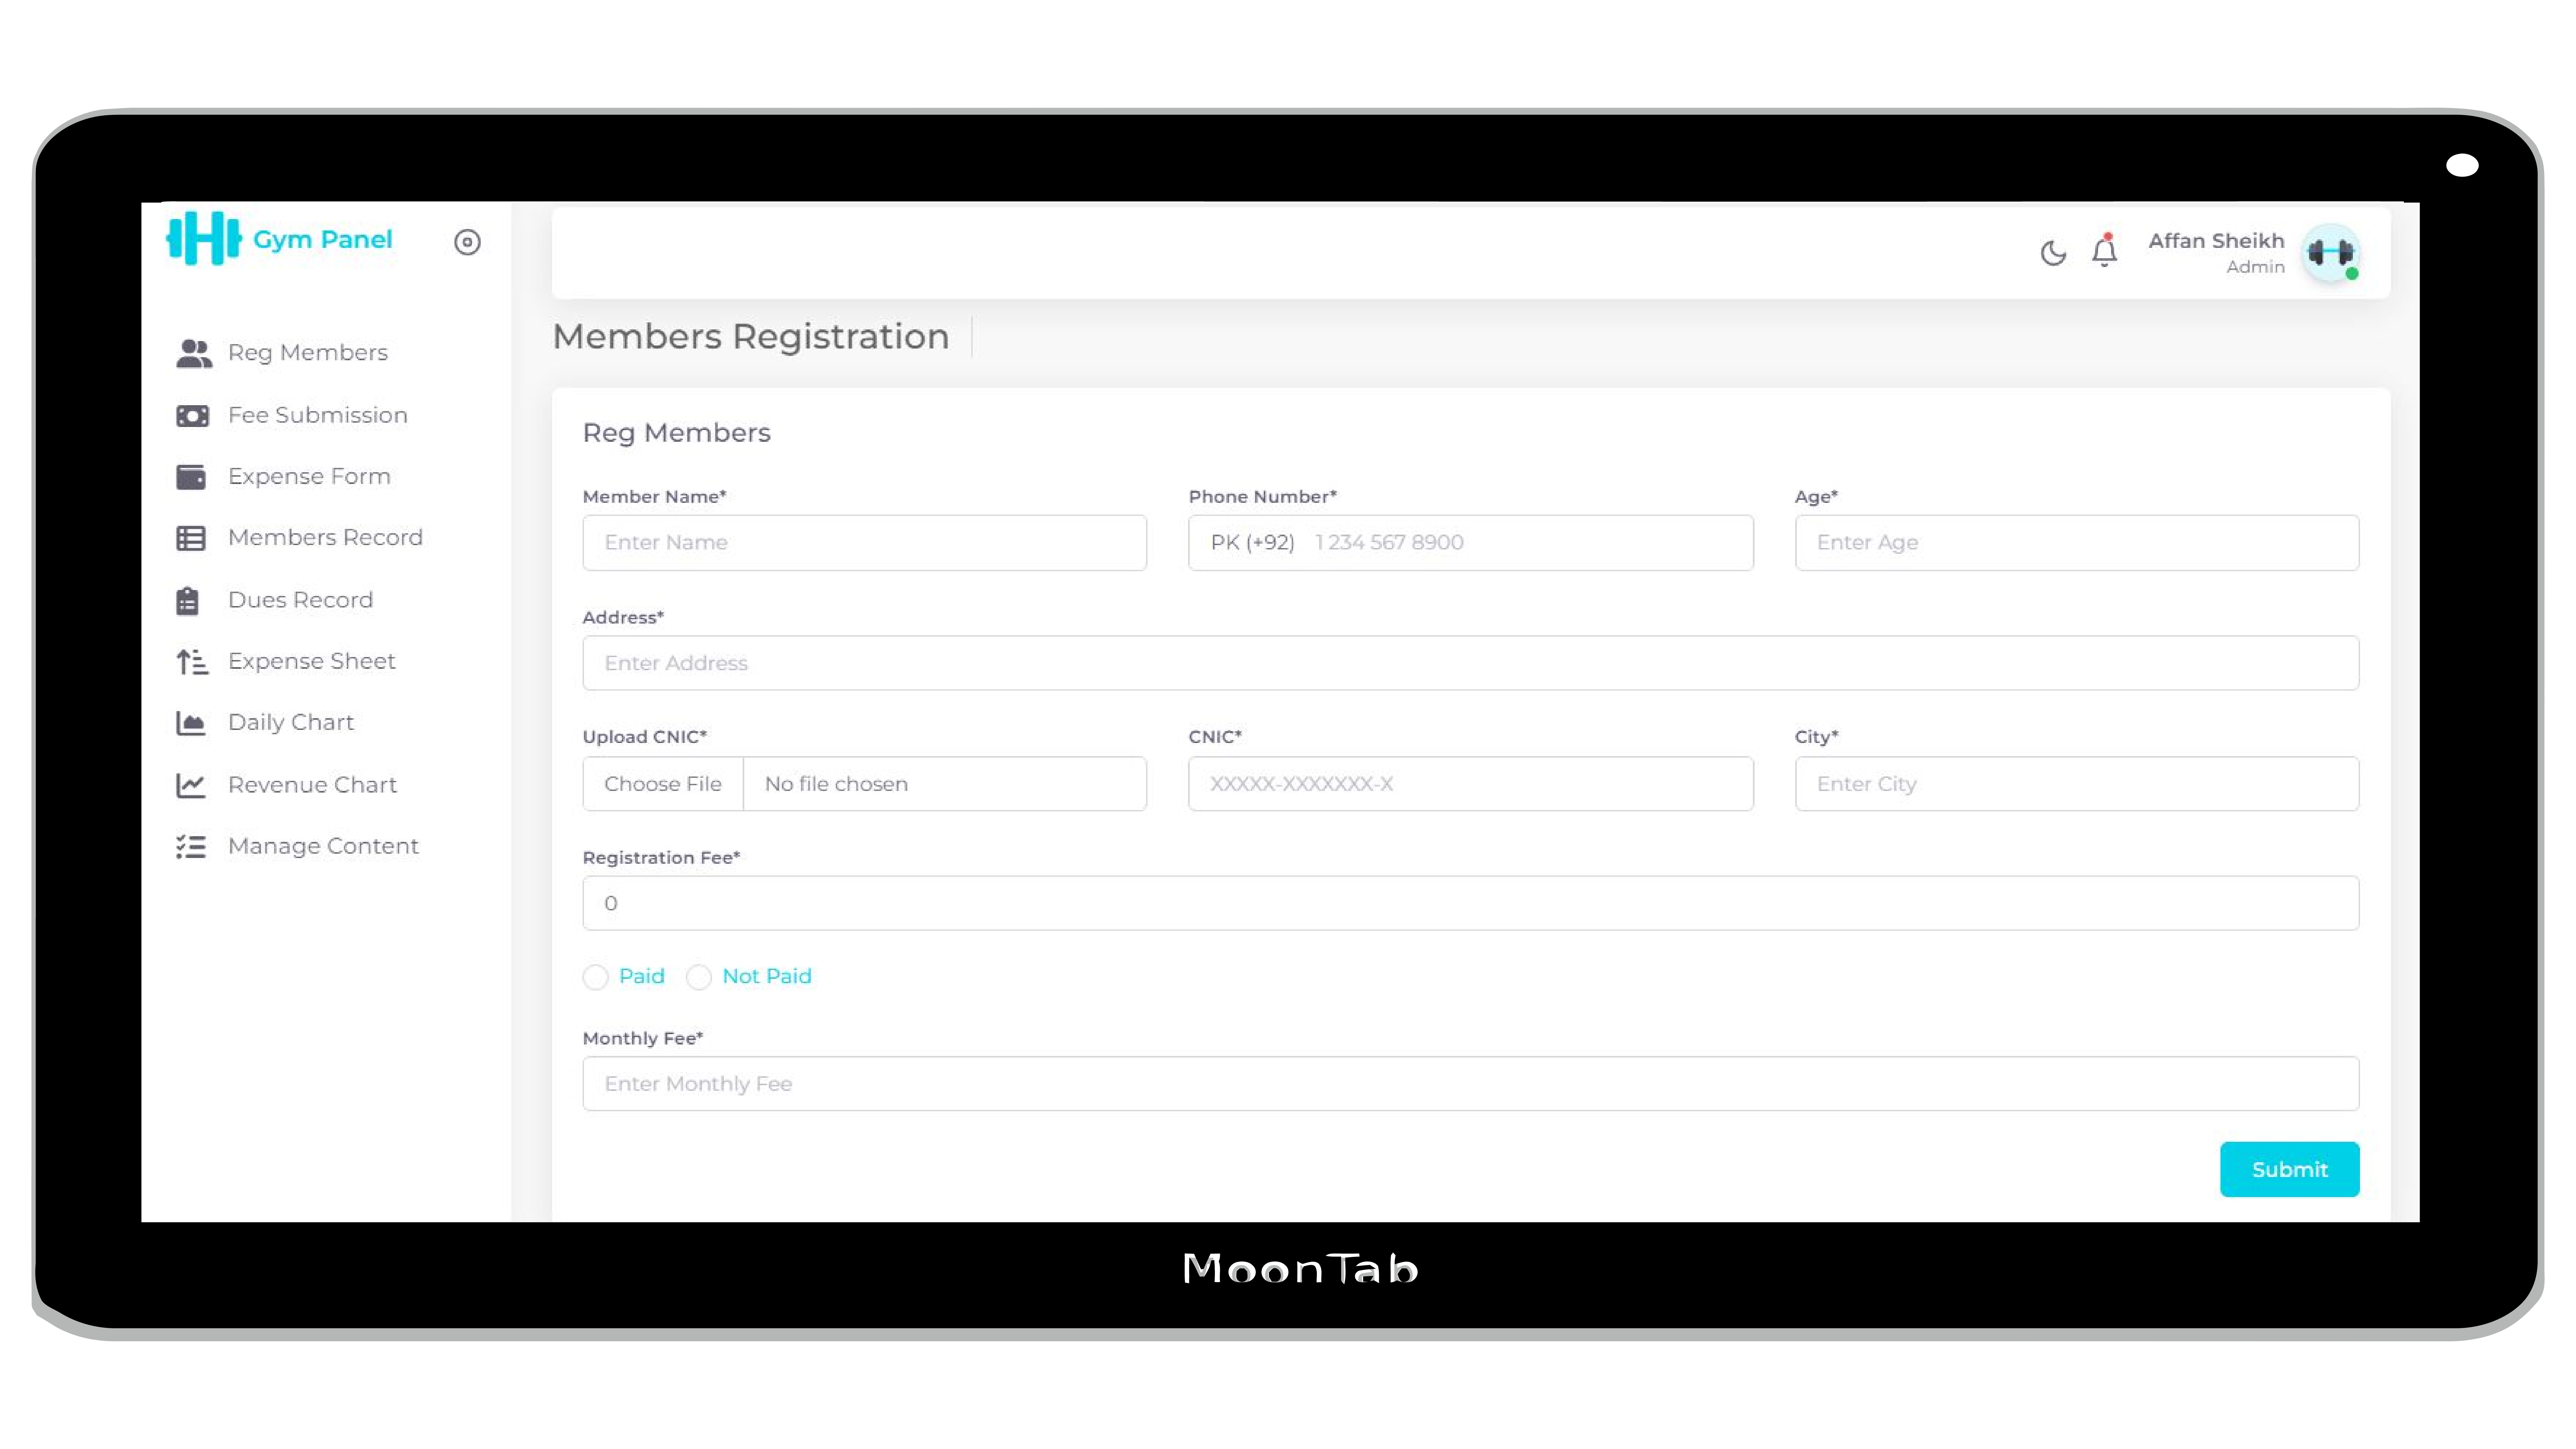 Gym Panel
Affan Sheikh
Admin
Reg Members
Fee Submission
Expense Form
Members Record
Dues Record
Expense Sheet
Daily Chart
Revenue Chart
Manage Content
Members Registration
Reg Members
Member Name* Phone Number* Age*
Enter Name PK (+92) 1 234 567 8900 Enter Age
Address*
Enter Address
Upload CNIC* CNIC* City*
Choose File No file chosen XXXXX-XXXXXXX-X Enter City
Registration Fee*
0
Paid Not Paid
Monthly Fee*
Enter Monthly Fee
Submit
MoonTab